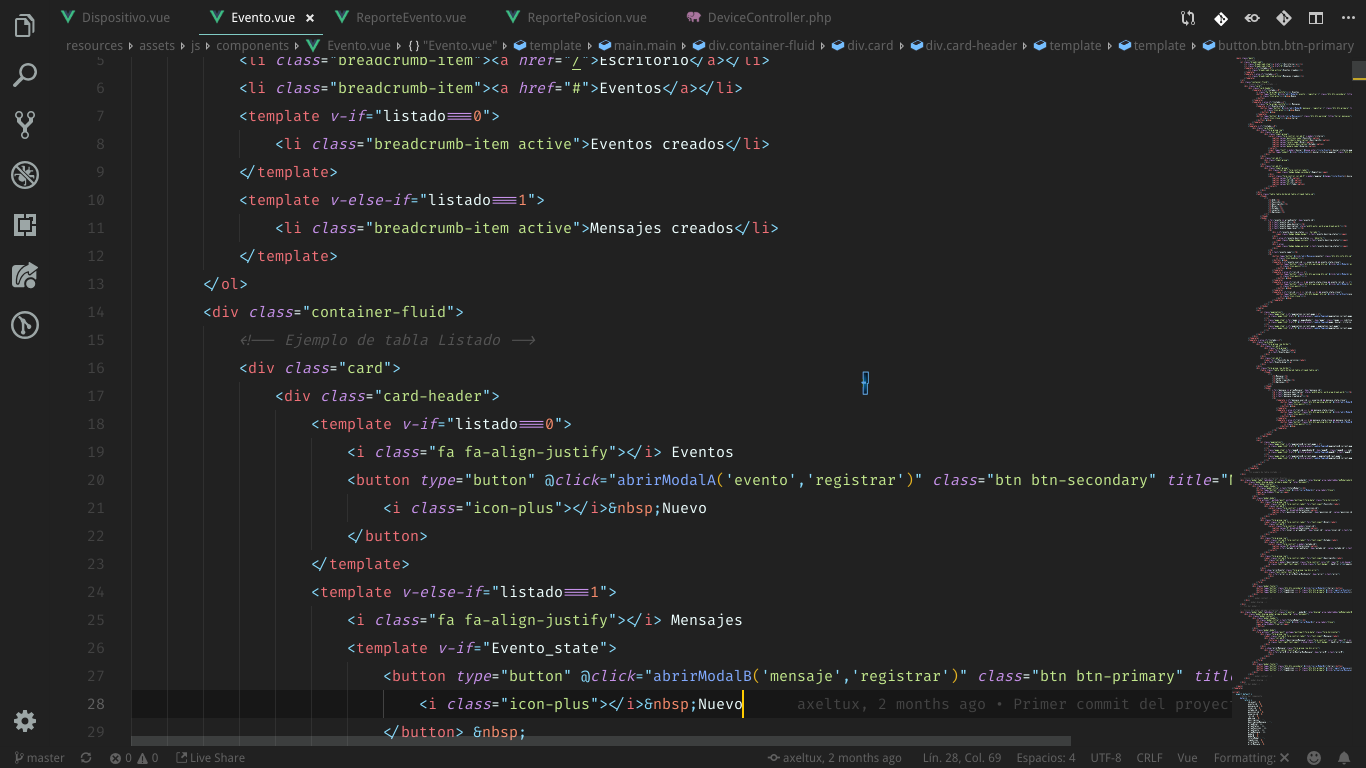 Dispositivo.vue Evento.vue × ReporteEvento.vue ReportePosicion.vue DeviceController.php
resources › assets › js › components › Evento.vue › {} "Evento.vue" › template › main.main › div.container-fluid › div.card › div.card-header › template › template › button.btn.btn-primary
5 <li class="breadcrumb-item"><a href="/">Escritorio</a></li>
6 <li class="breadcrumb-item"><a href="#">Eventos</a></li>
7 <template v-if="listado===0">
8 <li class="breadcrumb-item active">Eventos creados</li>
9 </template>
10 <template v-else-if="listado===1">
11 <li class="breadcrumb-item active">Mensajes creados</li>
12 </template>
13 </ol>
14 <div class="container-fluid">
15 <!-- Ejemplo de tabla Listado -->
16 <div class="card">
17 <div class="card-header">
18 <template v-if="listado===0">
19 <i class="fa fa-align-justify"></i> Eventos
20 <button type="button" @click="abrirModalA('evento','registrar')" class="btn btn-secondary" title="
21 <i class="icon-plus"></i>&nbsp;Nuevo
22 </button>
23 </template>
24 <template v-else-if="listado===1">
25 <i class="fa fa-align-justify"></i> Mensajes
26 <template v-if="Evento_state">
27 <button type="button" @click="abrirModalB('mensaje','registrar')" class="btn btn-primary" titl
28 <i class="icon-plus"></i>&nbsp;Nuevo axeltux, 2 months ago • Primer commit del proyec
29 </button> &nbsp;
master 0 0 Live Share axeltux, 2 months ago Lín. 28, Col. 69 Espacios: 4 UTF-8 CRLF Vue Formatting: ×